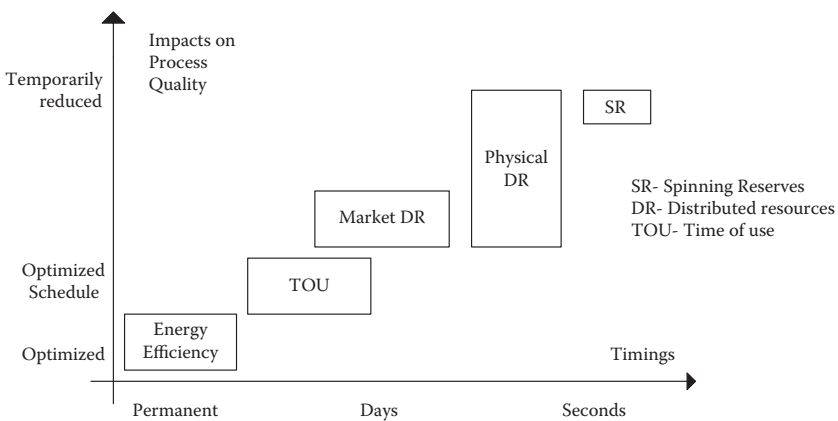 Impacts on
Process
Quality
Temporarily
reduced
SR
Physical
DR
SR- Spinning Reserves
DR- Distributed resources
TOU- Time of use
Market DR
Optimized
Schedule
TOU
Energy
Efficiency
Optimized
Timings
Permanent
Days
Seconds